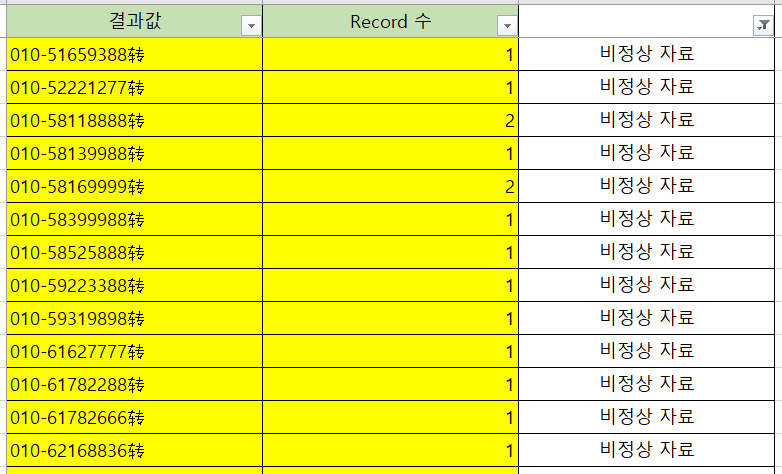 결과값 Record 수
010-51659388转 1 비정상 자료
010-52221277转 1 비정상 자료
010-58118888转 2 비정상 자료
010-58139988转 1 비정상 자료
010-58169999转 2 비정상 자료
010-58399988转 1 비정상 자료
010-58525888转 1 비정상 자료
010-59223388转 1 비정상 자료
010-59319898转 1 비정상 자료
010-61627777转 1 비정상 자료
010-61782288转 1 비정상 자료
010-61782666转 1 비정상 자료
010-62168836转 1 비정상 자료